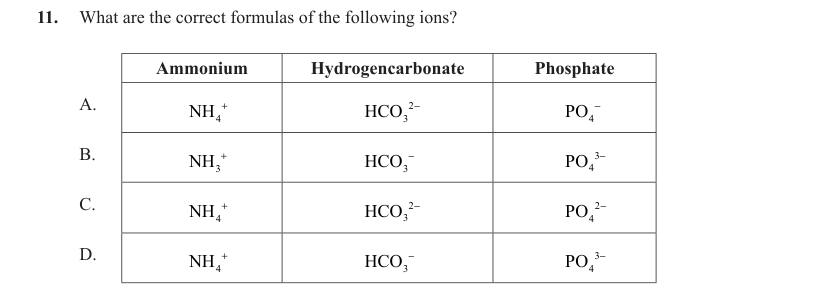 11. What are the correct formulas of the following ions?
Ammonium Hydrogencarbonate Phosphate
A. NH₄⁺ HCO₃²⁻ PO₄⁻
B. NH₃⁺ HCO₃⁻ PO₄³⁻
C. NH₄⁺ HCO₃²⁻ PO₄²⁻
D. NH₄⁺ HCO₃⁻ PO₄³⁻